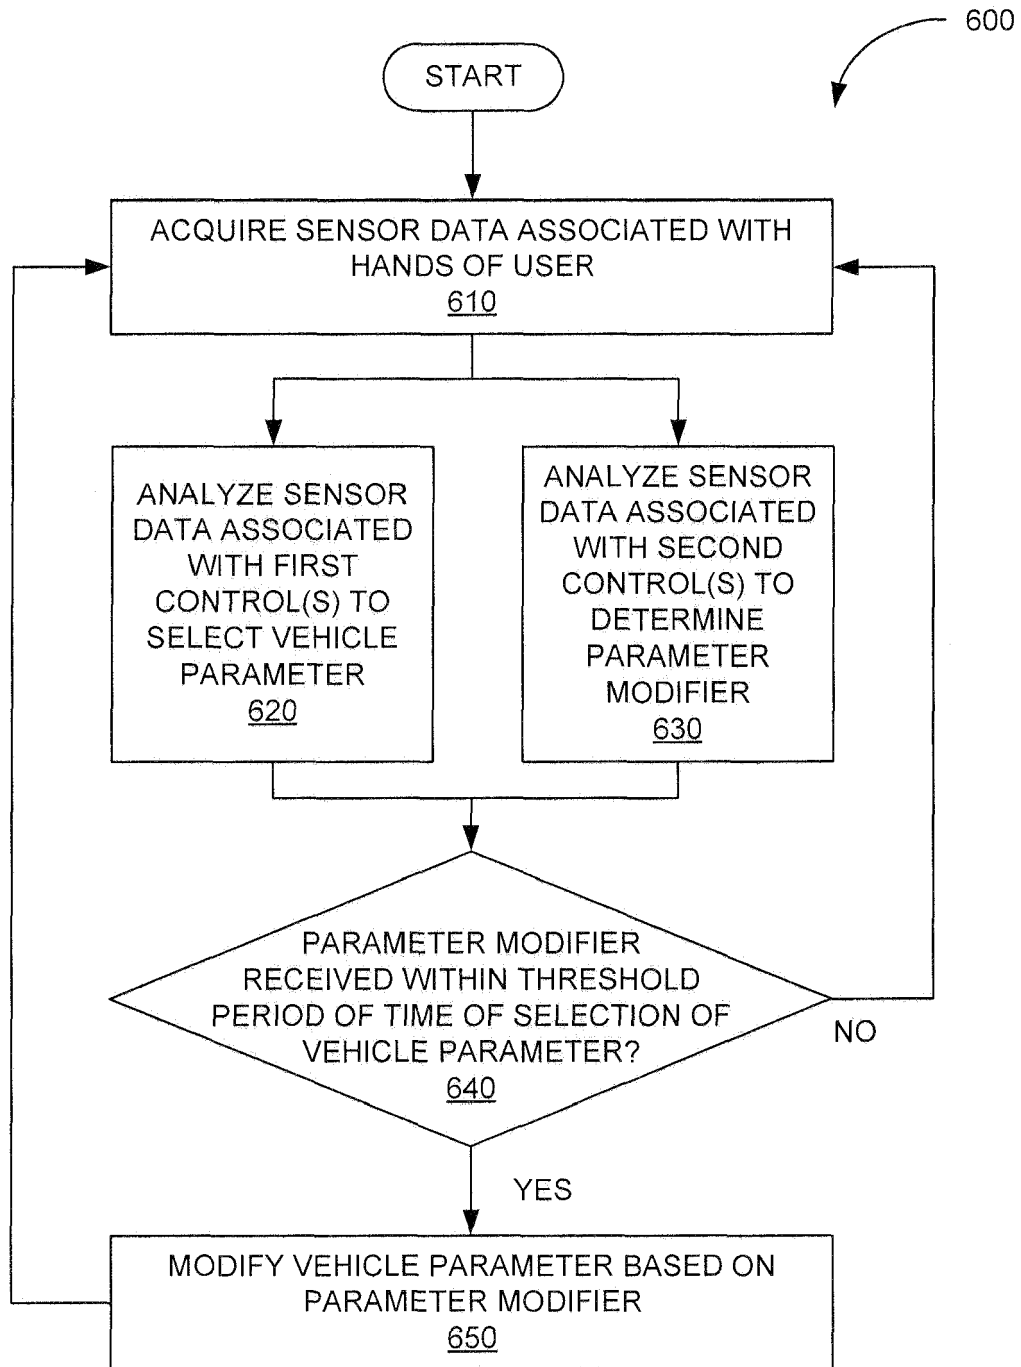 600
START
ACQUIRE SENSOR DATA ASSOCIATED WITH
HANDS OF USER
610
ANALYZE SENSOR
DATA ASSOCIATED
WITH FIRST
CONTROL(S) TO
SELECT VEHICLE
PARAMETER
620
ANALYZE SENSOR
DATA ASSOCIATED
WITH SECOND
CONTROL(S) TO
DETERMINE
PARAMETER
MODIFIER
630
PARAMETER MODIFIER
RECEIVED WITHIN THRESHOLD
PERIOD OF TIME OF SELECTION OF
VEHICLE PARAMETER?
640
NO
YES
MODIFY VEHICLE PARAMETER BASED ON
PARAMETER MODIFIER
650